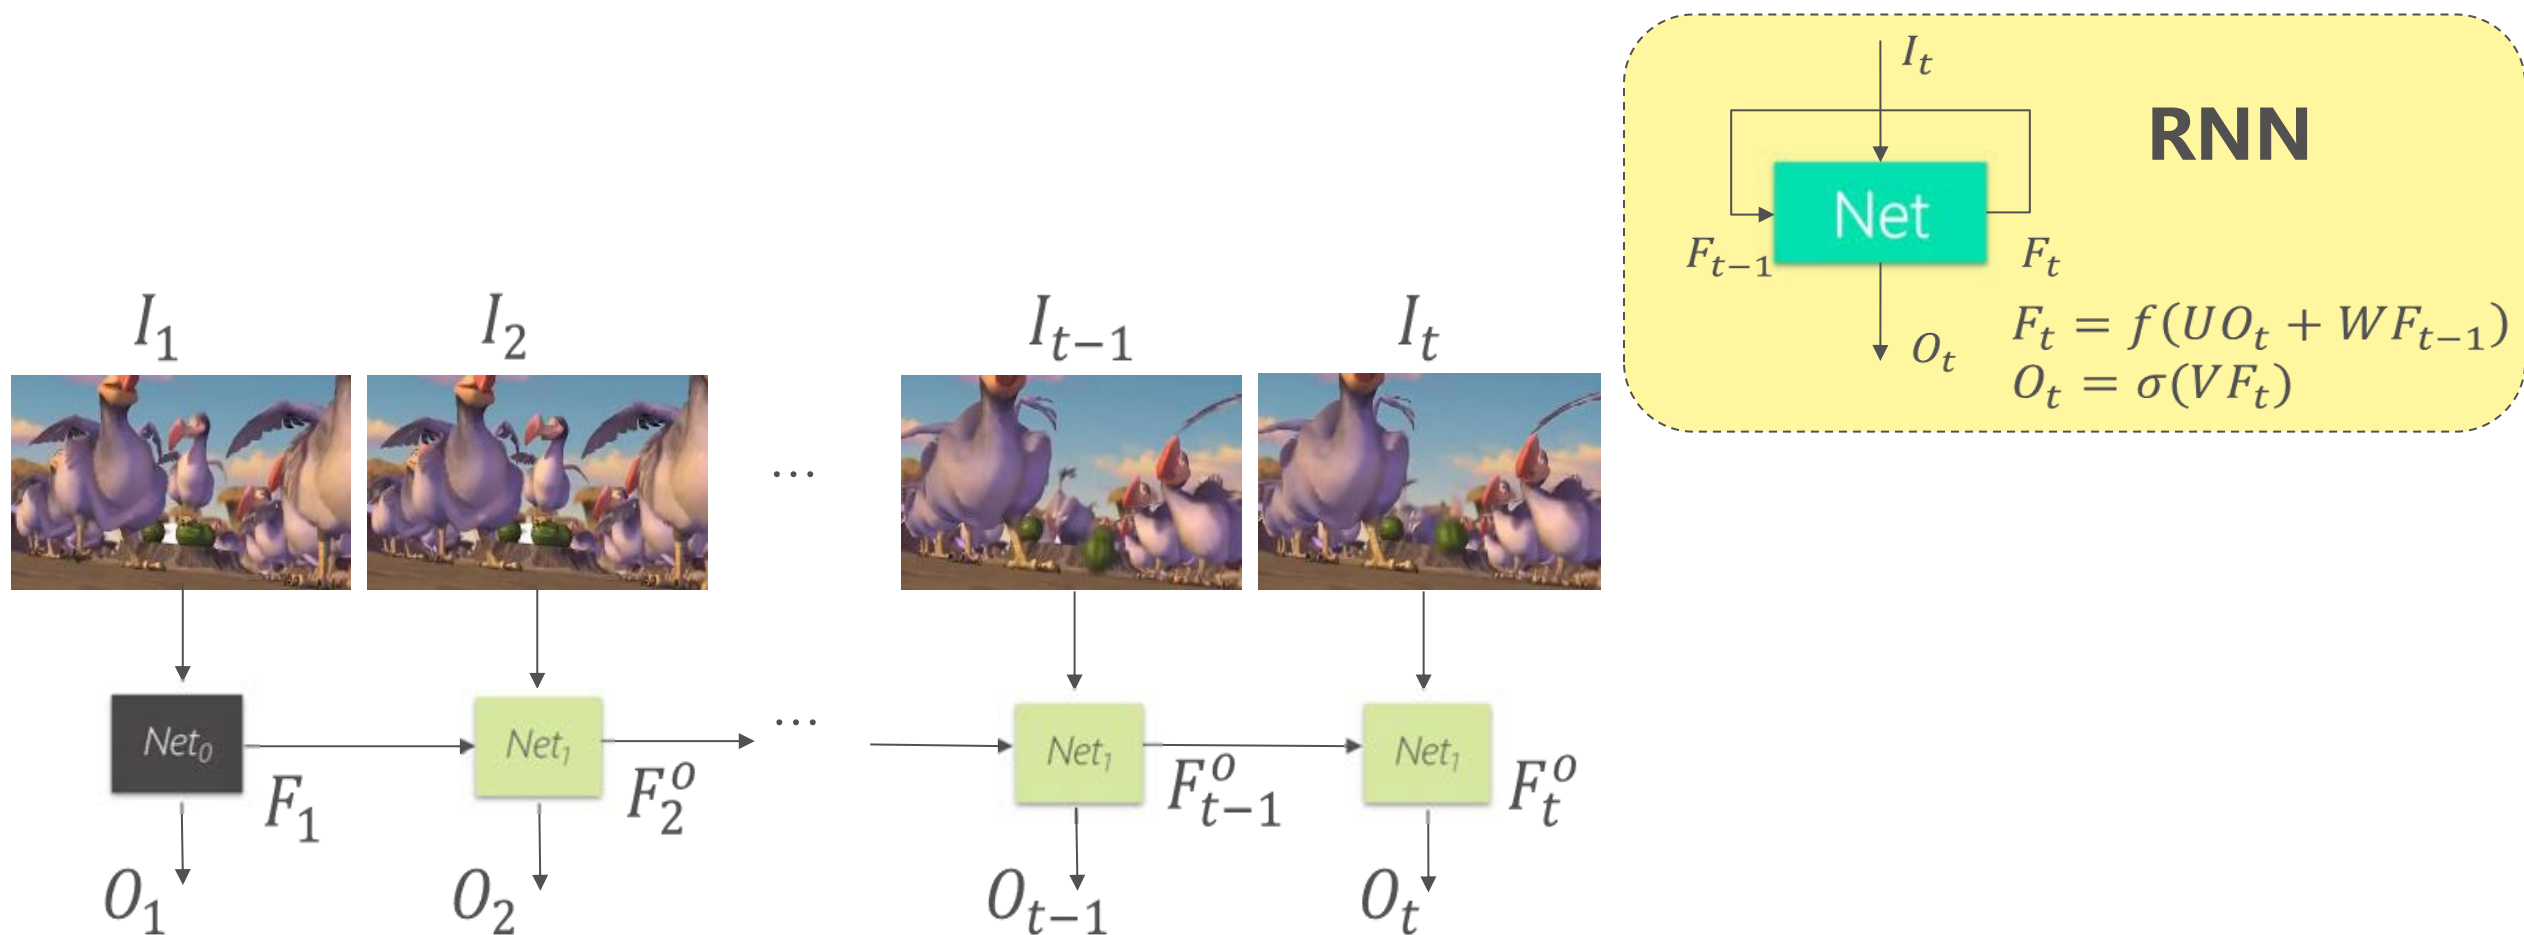 I_t
RNN
Net
F_{t-1}
F_t
F_t = f(UO_t + WF_{t-1})
O_t
O_t = σ(VF_t)
I_1 I_2 I_{t-1} I_t
...
Net_0 Net_1 ... Net_1 Net_1
F_1 F_2^o F_{t-1}^o F_t^o
O_1 O_2 O_{t-1} O_t